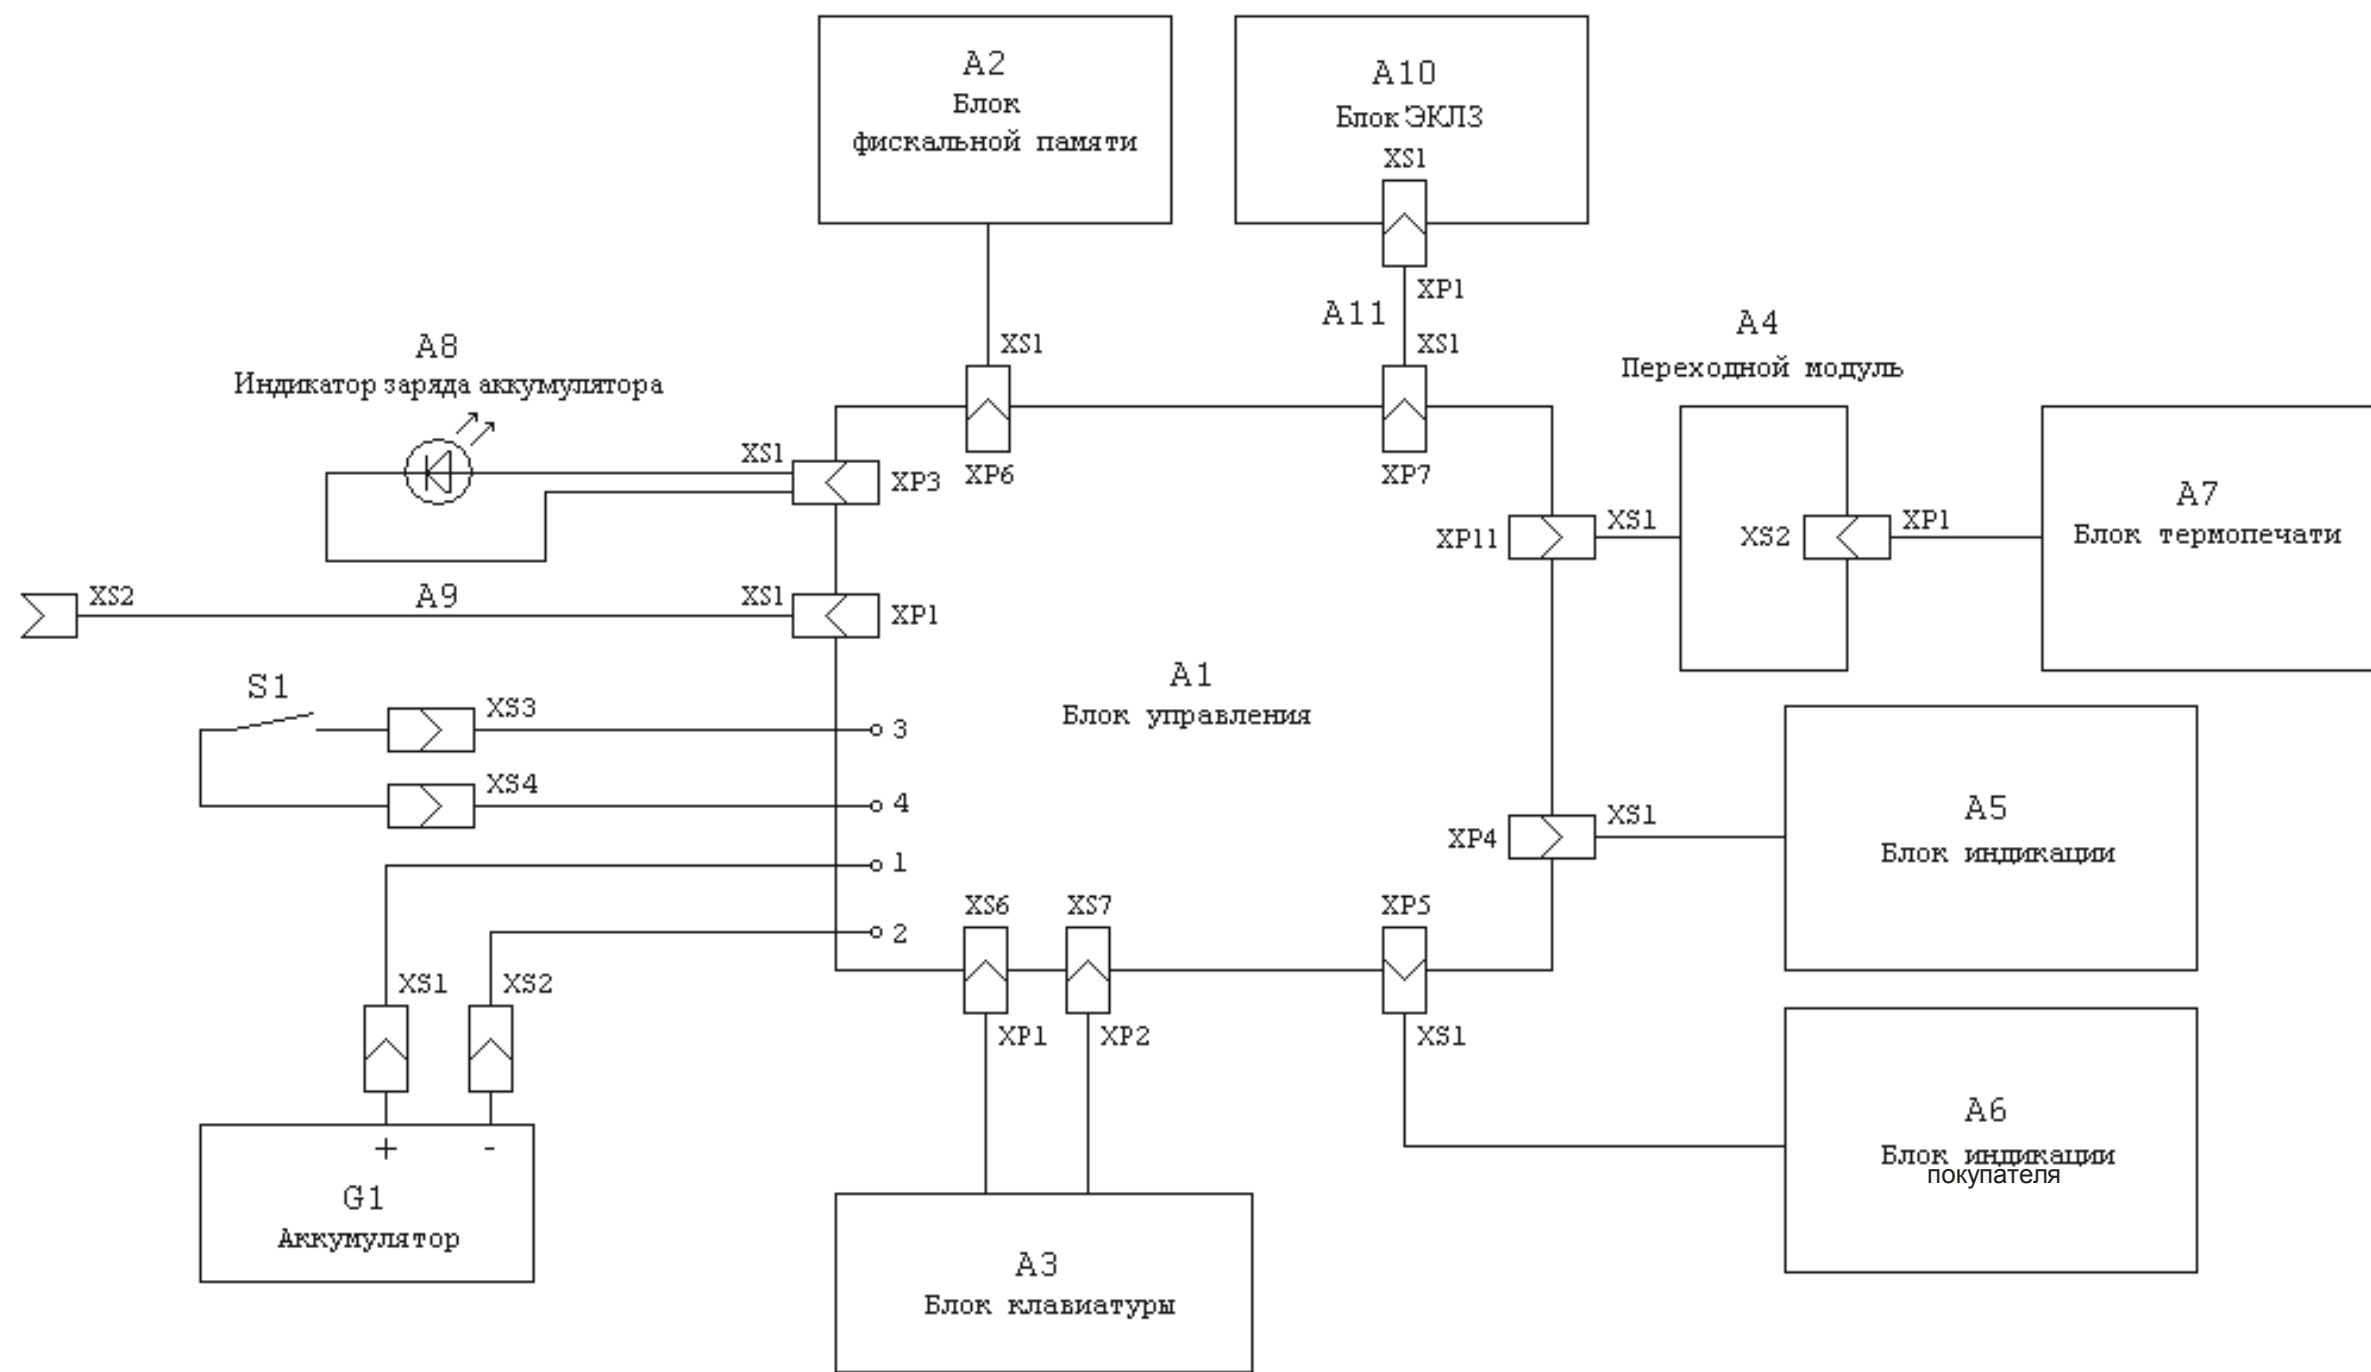 A2
Блок
фискальной памяти
A10
Блок ЭКЛЗ
XS1
XP1
A11
XS1
XS1
A4
Переходной модуль
A8
Индикатор заряда аккумулятора
XS1
XP3
XP6
XP7
XP11
XS1
XS2
XP1
A7
Блок термопечати
XS2
A9
XS1
XP1
A1
Блок управления
S1
XS3
3
XS4
4
1
2
XP4
XS1
A5
Блок индикации
XS6
XS7
XP5
XS1
XS2
XP1
XP2
XS1
A6
Блок индикации
покупателя
+
-
G1
Аккумулятор
A3
Блок клавиатуры